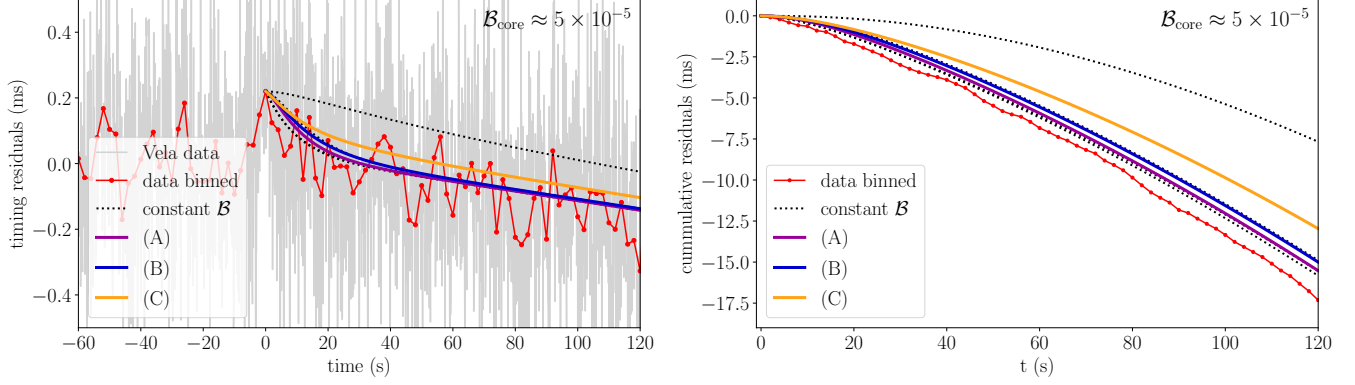 𝓑core ≈ 5 × 10⁻⁵
timing residuals (ms)
0.4
0.2
0.0
−0.2
−0.4
Vela data
data binned
constant 𝓑
(A)
(B)
(C)
−60 −40 −20 0 20 40 60 80 100 120
time (s)
𝓑core ≈ 5 × 10⁻⁵
cummulative residuals (ms)
0.0
−2.5
−5.0
−7.5
−10.0
−12.5
−15.0
−17.5
data binned
constant 𝓑
(A)
(B)
(C)
0 20 40 60 80 100 120
t (s)